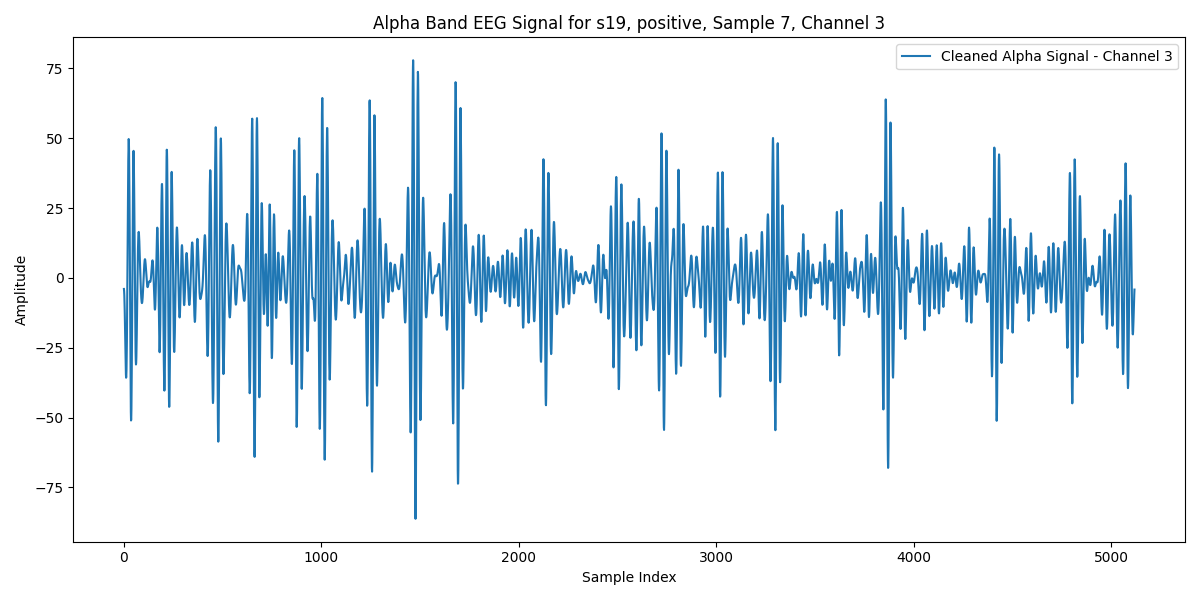 Alpha Band EEG Signal for s19, positive, Sample 7, Channel 3
Cleaned Alpha Signal - Channel 3
75
50
25
0
−25
−50
−75
Amplitude
0 1000 2000 3000 4000 5000
Sample Index